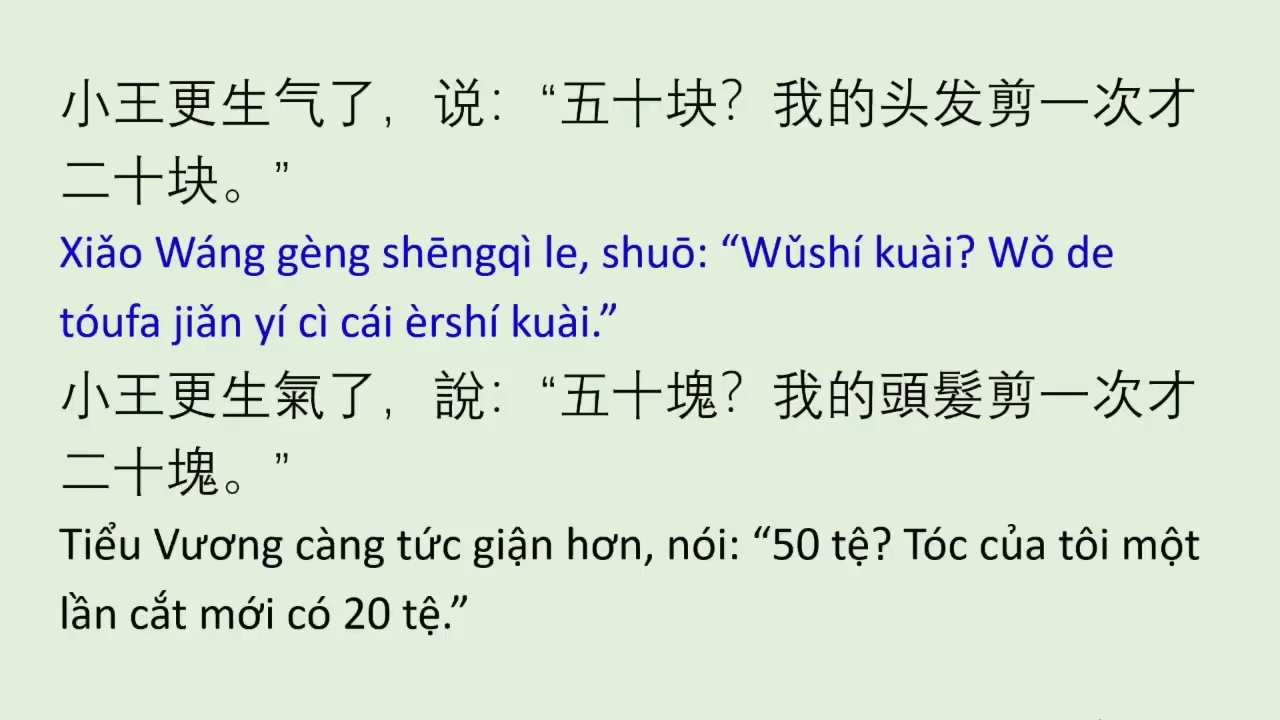 小王更生气了，说：“五十块？我的头发剪一次才
二十块。”
Xiǎo Wáng gèng shēngqì le, shuō: “Wǔshí kuài? Wǒ de
tóufa jiǎn yí cì cái èrshí kuài.”
小王更生氣了，說：“五十塊？我的頭髮剪一次才
二十塊。”
Tiểu Vương càng tức giận hơn, nói: “50 tệ? Tóc của tôi một
lần cắt mới có 20 tệ.”